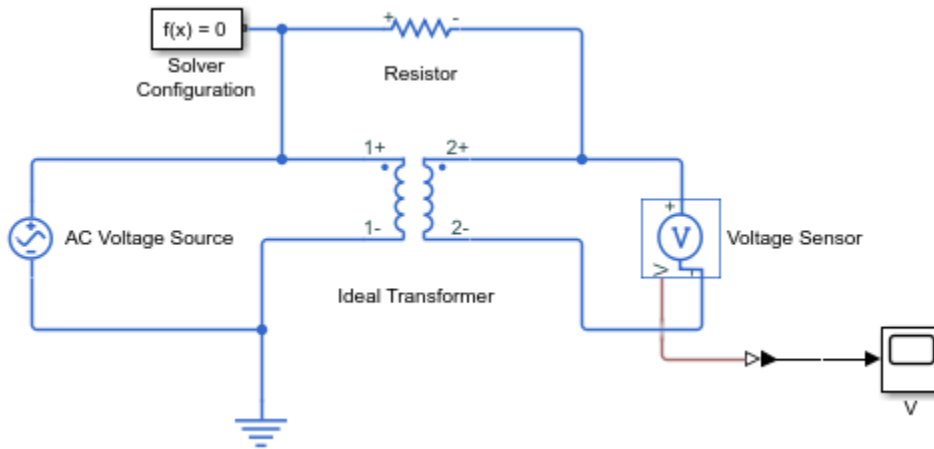 f(x) = 0
Solver
Configuration
+ -
Resistor
1+ 2+
AC Voltage Source
1- 2-
+
V
Voltage Sensor
V -
Ideal Transformer
V